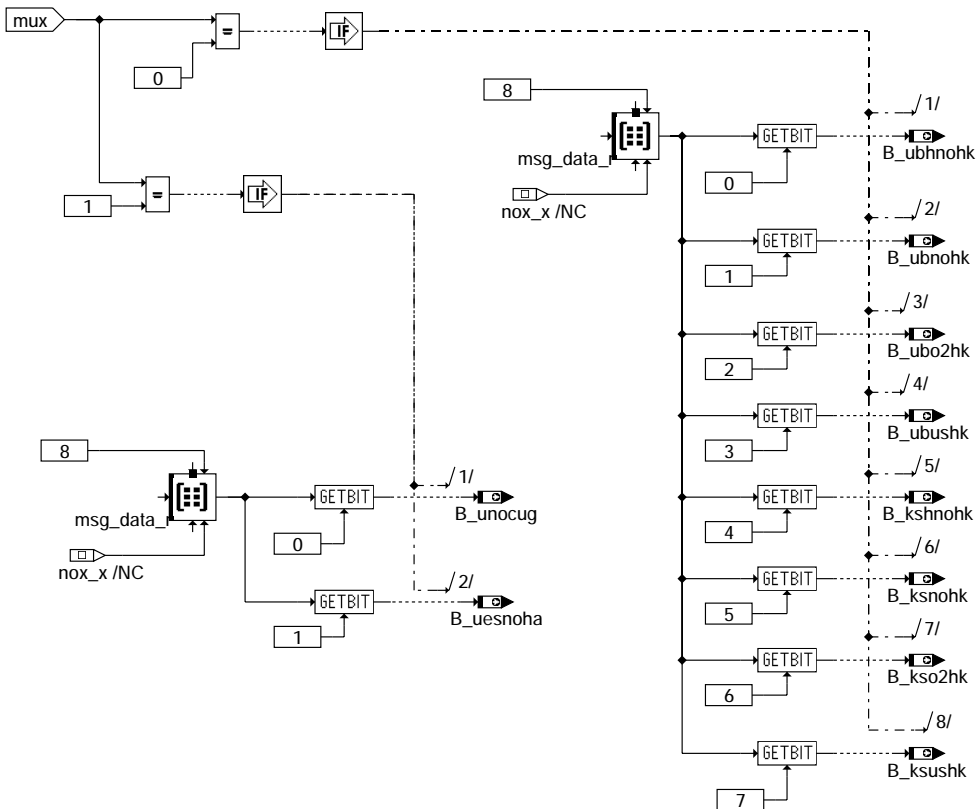 mux
=
IF
0
8
1/
msg_data_r
GETBIT
B_ubhnohk
0
nox_x /NC
=
IF
1
2/
GETBIT
B_ubnohk
1
3/
GETBIT
B_ubo2hk
2
4/
GETBIT
B_ubushk
3
8
5/
1/
msg_data_r
GETBIT
B_unocug
GETBIT
B_kshnohk
0
4
nox_x /NC
6/
2/
GETBIT
B_uesnoha
GETBIT
B_ksnohk
1
5
7/
GETBIT
B_kso2hk
6
8/
GETBIT
B_ksushk
7